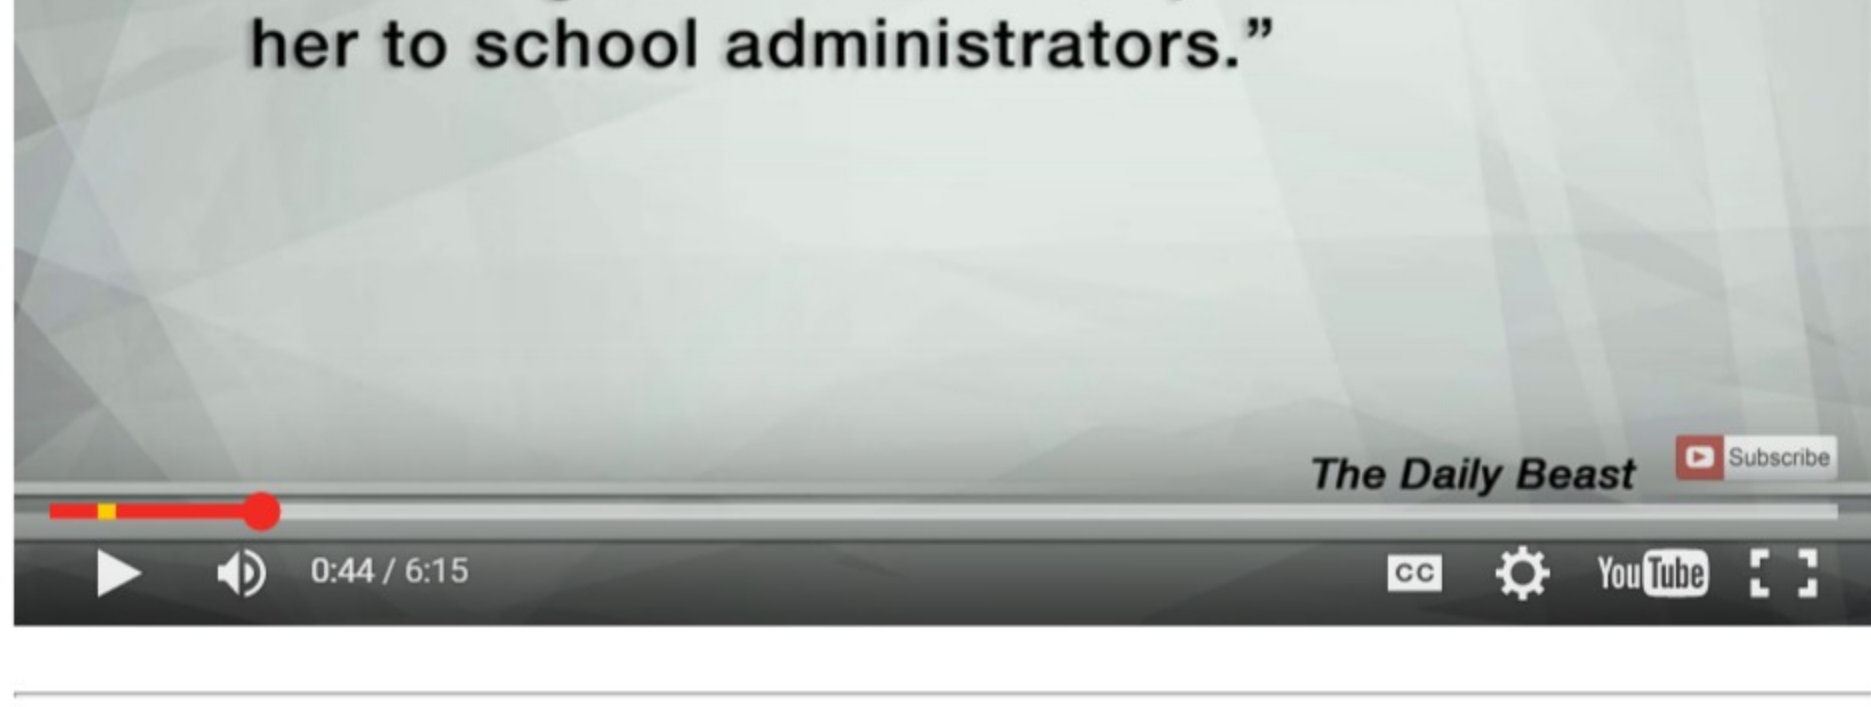 her to school administrators.”
The Daily Beast
Subscribe
0:44 / 6:15
CC
YouTube